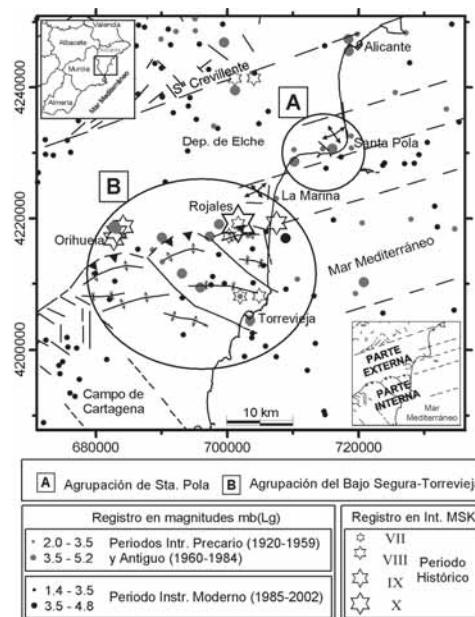 Valencia
Albacete
Alicante
Murcia
Almería
Mar Mediterráneo
Sª Crevillente
Alicante
A
Santa Pola
Dep. de Elche
B
La Marina
Rojales
Orihuela
Mar Mediterráneo
Torrevieja
Campo de
Cartagena
10 km
PARTE
EXTERNA
PARTE
INTERNA
Mar
Mediterráneo
4240000
4220000
4200000
680000 700000 720000
A Agrupación de Sta. Pola B Agrupación del Bajo Segura-Torrevieja
Registro en magnitudes mb(Lg)
2.0 - 3.5 Periodos Intr. Precario (1920-1959)
3.5 - 5.2 y Antiguo (1960-1984)
1.4 - 3.5 Periodo Instr. Moderno (1985-2002)
3.5 - 4.8
Registro en Int. MSK
VII
VIII Periodo
IX Histórico
X